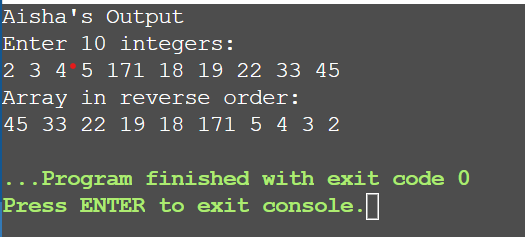 Aisha's Output
Enter 10 integers:
2 3 4 5 171 18 19 22 33 45
Array in reverse order:
45 33 22 19 18 171 5 4 3 2
...Program finished with exit code 0
Press ENTER to exit console.